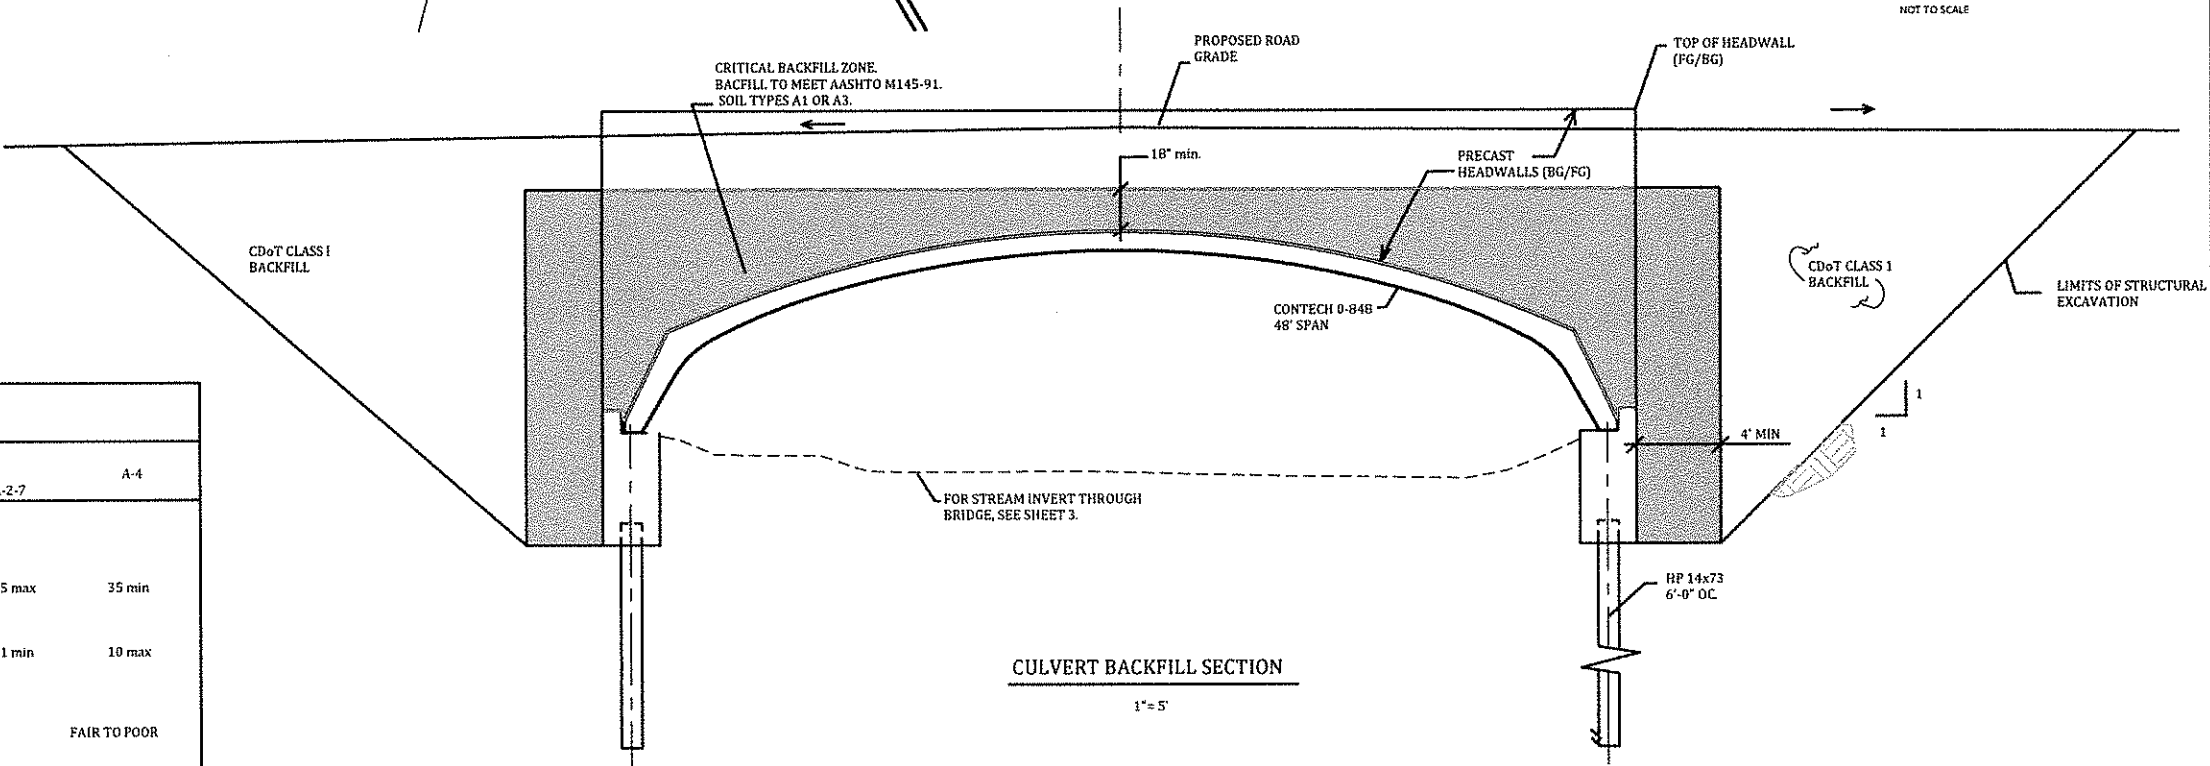 NOT TO SCALE
PROPOSED ROAD
GRADE
TOP OF HEADWALL
(FG/BG)
CRITICAL BACKFILL ZONE.
BACFILL TO MEET AASHTO M145-91.
SOIL TYPES A1 OR A3.
18" min.
PRECAST
HEADWALLS (BG/FG)
CDoT CLASS I
BACKFILL
CDoT CLASS 1
BACKFILL
LIMITS OF STRUCTURAL
EXCAVATION
CONTECH 0-848
48' SPAN
1
1
4' MIN
A-4
-2-7
FOR STREAM INVERT THROUGH
BRIDGE, SEE SHEET 3.
5 max
35 min
HP 14x73
6'-0" OC.
1 min
10 max
CULVERT BACKFILL SECTION
1"= 5'
FAIR TO POOR